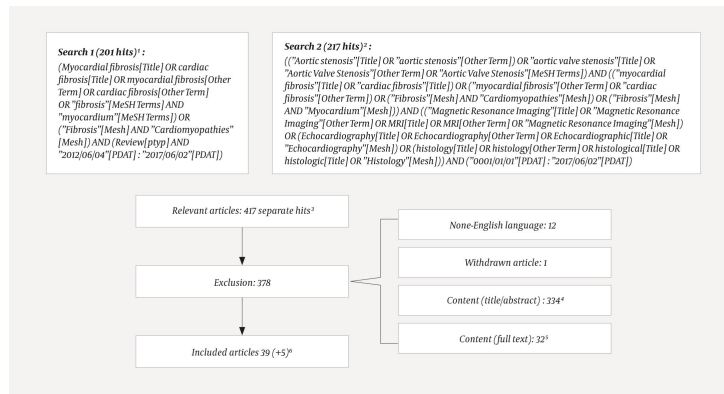 Search 1 (201 hits)¹ :
(Myocardial fibrosis[Title] OR cardiac
fibrosis[Title] OR myocardial fibrosis[Other
Term] OR cardiac fibrosis[Other Term]
OR "fibrosis"[MeSH Terms] AND
"myocardium"[MeSH Terms]) OR
("Fibrosis"[Mesh] AND "Cardiomyopathies"
[Mesh]) AND (Review[ptyp] AND
"2012/06/04"[PDAT] : "2017/06/02"[PDAT])
Search 2 (217 hits)² :
(("Aortic stenosis"[Title] OR "aortic stenosis"[Other Term]) OR "aortic valve stenosis"[Title] OR
"Aortic Valve Stenosis"[Other Term] OR "Aortic Valve Stenosis"[MeSH Terms]) AND (("myocardial
fibrosis"[Title] OR "cardiac fibrosis"[Title]) OR ("myocardial fibrosis"[Other Term] OR "cardiac
fibrosis"[Other Term]) OR ("Fibrosis"[Mesh] AND "Cardiomyopathies"[Mesh]) OR ("Fibrosis"[Mesh]
AND "Myocardium"[Mesh])) AND (("Magnetic Resonance Imaging"[Title] OR "Magnetic Resonance
Imaging"[Other Term] OR MRI[Title] OR MRI[Other Term] OR "Magnetic Resonance Imaging"[Mesh])
OR (Echocardiography[Title] OR Echocardiography[Other Term] OR Echocardiographic[Title] OR
"Echocardiography"[Mesh]) OR (histology[Title] OR histology[Other Term] OR histological[Title] OR
histologic[Title] OR "Histology"[Mesh])) AND ("0001/01/01"[PDAT] : "2017/06/02"[PDAT])
Relevant articles: 417 separate hits³
Exclusion: 378
Included articles 39 (+5)⁶
None-English language: 12
Withdrawn article: 1
Content (title/abstract) : 334⁴
Content (full text): 32⁵